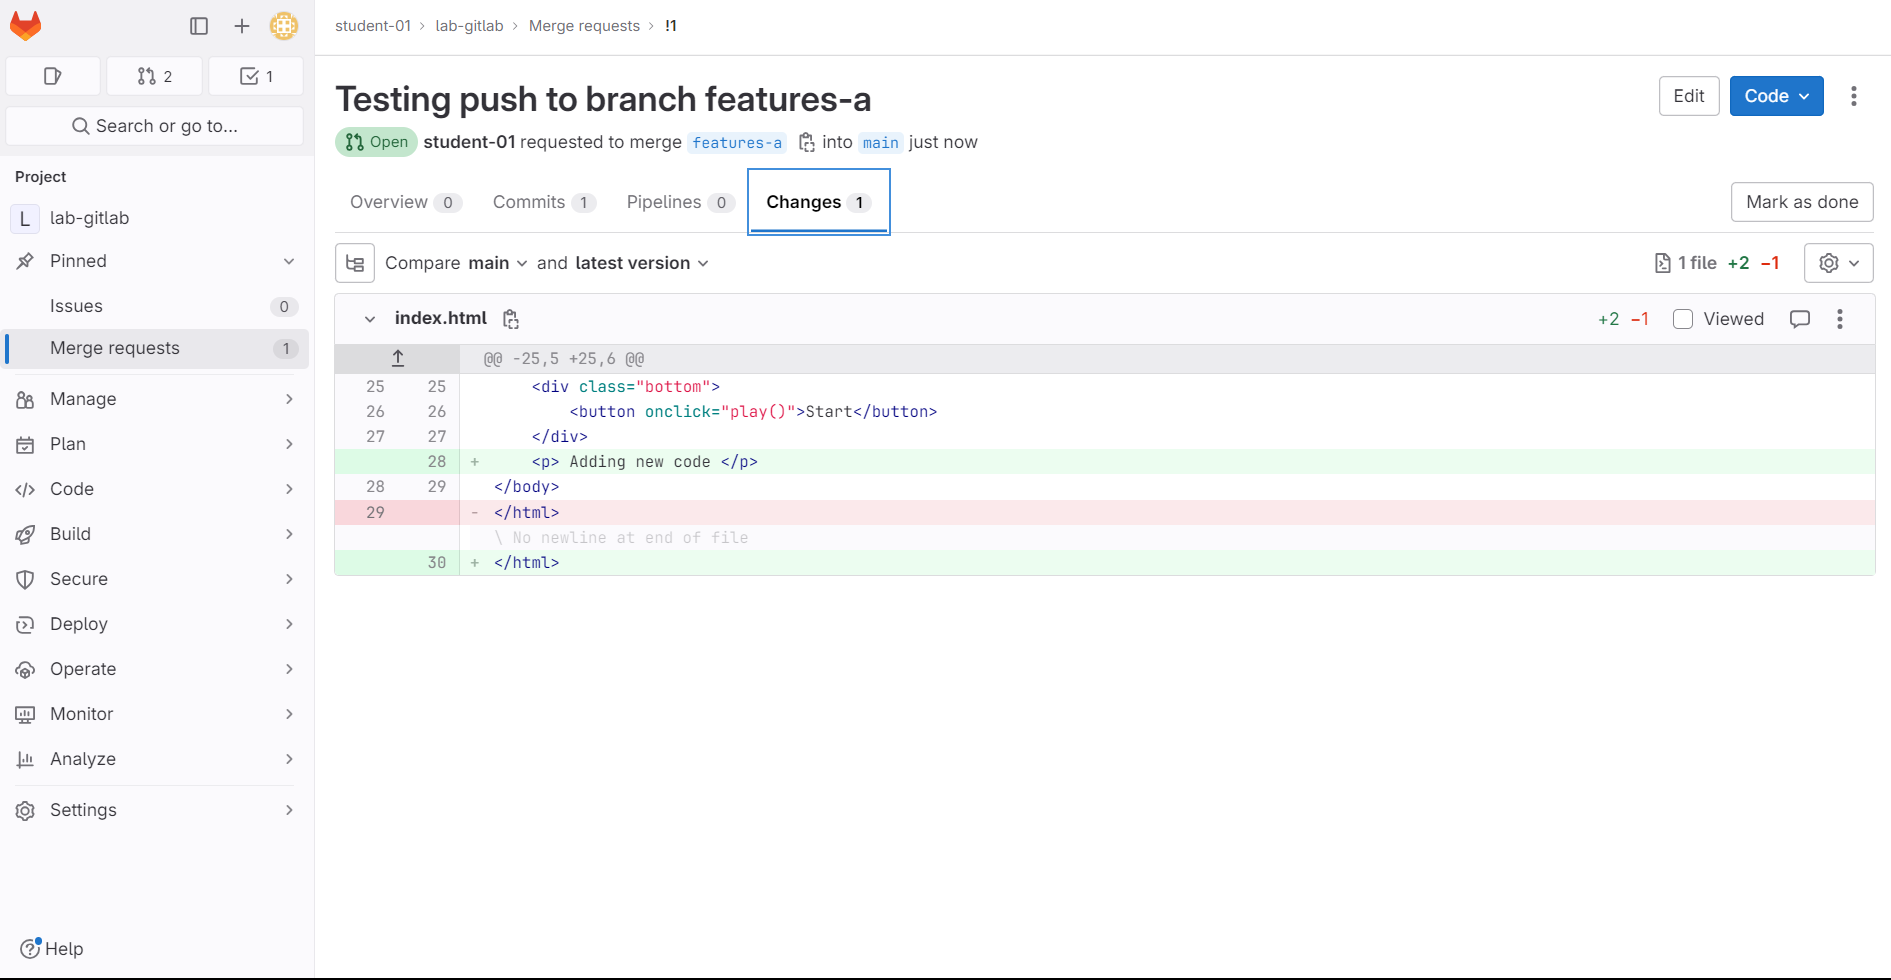 student-01 › lab-gitlab › Merge requests › !1
2
1
Search or go to...
Project
L lab-gitlab
Pinned
Issues 0
Merge requests 1
Manage
Plan
Code
Build
Secure
Deploy
Operate
Monitor
Analyze
Settings
Help
Testing push to branch features-a
Edit
Code
Open student-01 requested to merge features-a into main just now
Overview 0
Commits 1
Pipelines 0
Changes 1
Mark as done
Compare main and latest version
1 file +2 −1
index.html
+2 −1
Viewed
@@ -25,5 +25,6 @@
25 25 <div class="bottom">
26 26 <button onclick="play()">Start</button>
27 27 </div>
28 + <p> Adding new code </p>
28 29 </body>
29 - </html>
\ No newline at end of file
30 + </html>